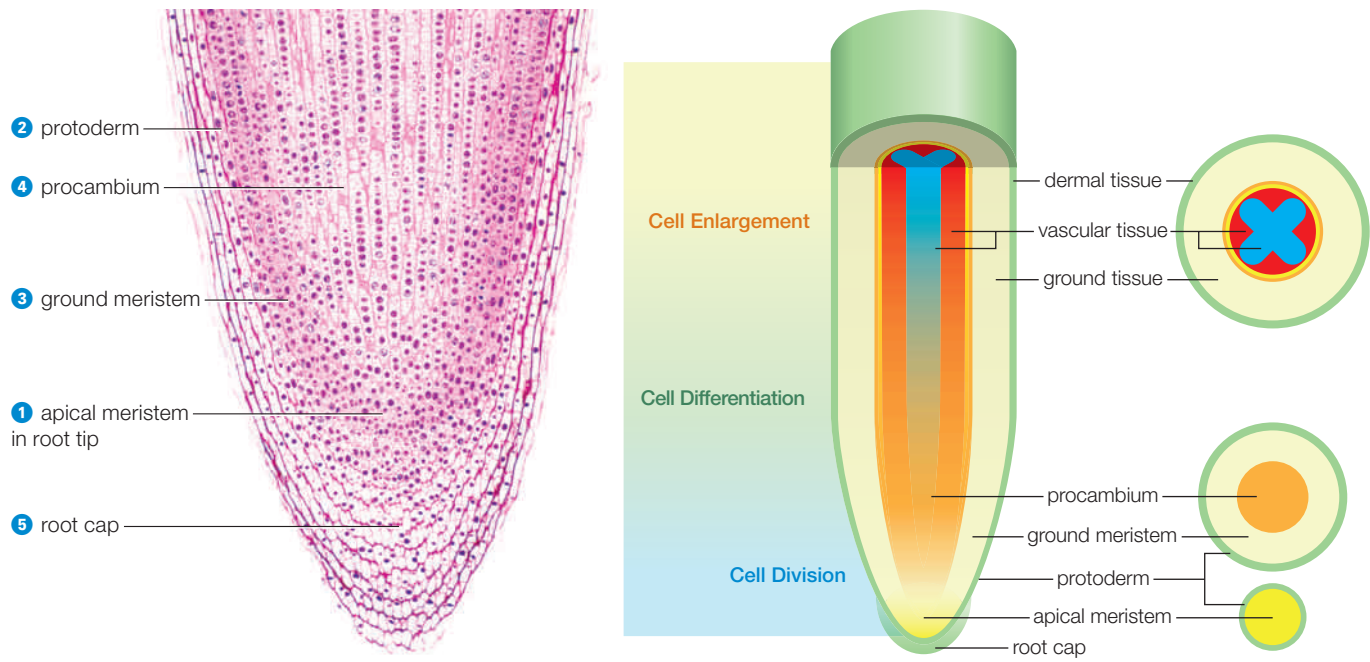 2 protoderm
4 procambium
3 ground meristem
1 apical meristem
in root tip
5 root cap
Cell Enlargement
Cell Differentiation
Cell Division
dermal tissue
vascular tissue
ground tissue
procambium
ground meristem
protoderm
apical meristem
root cap